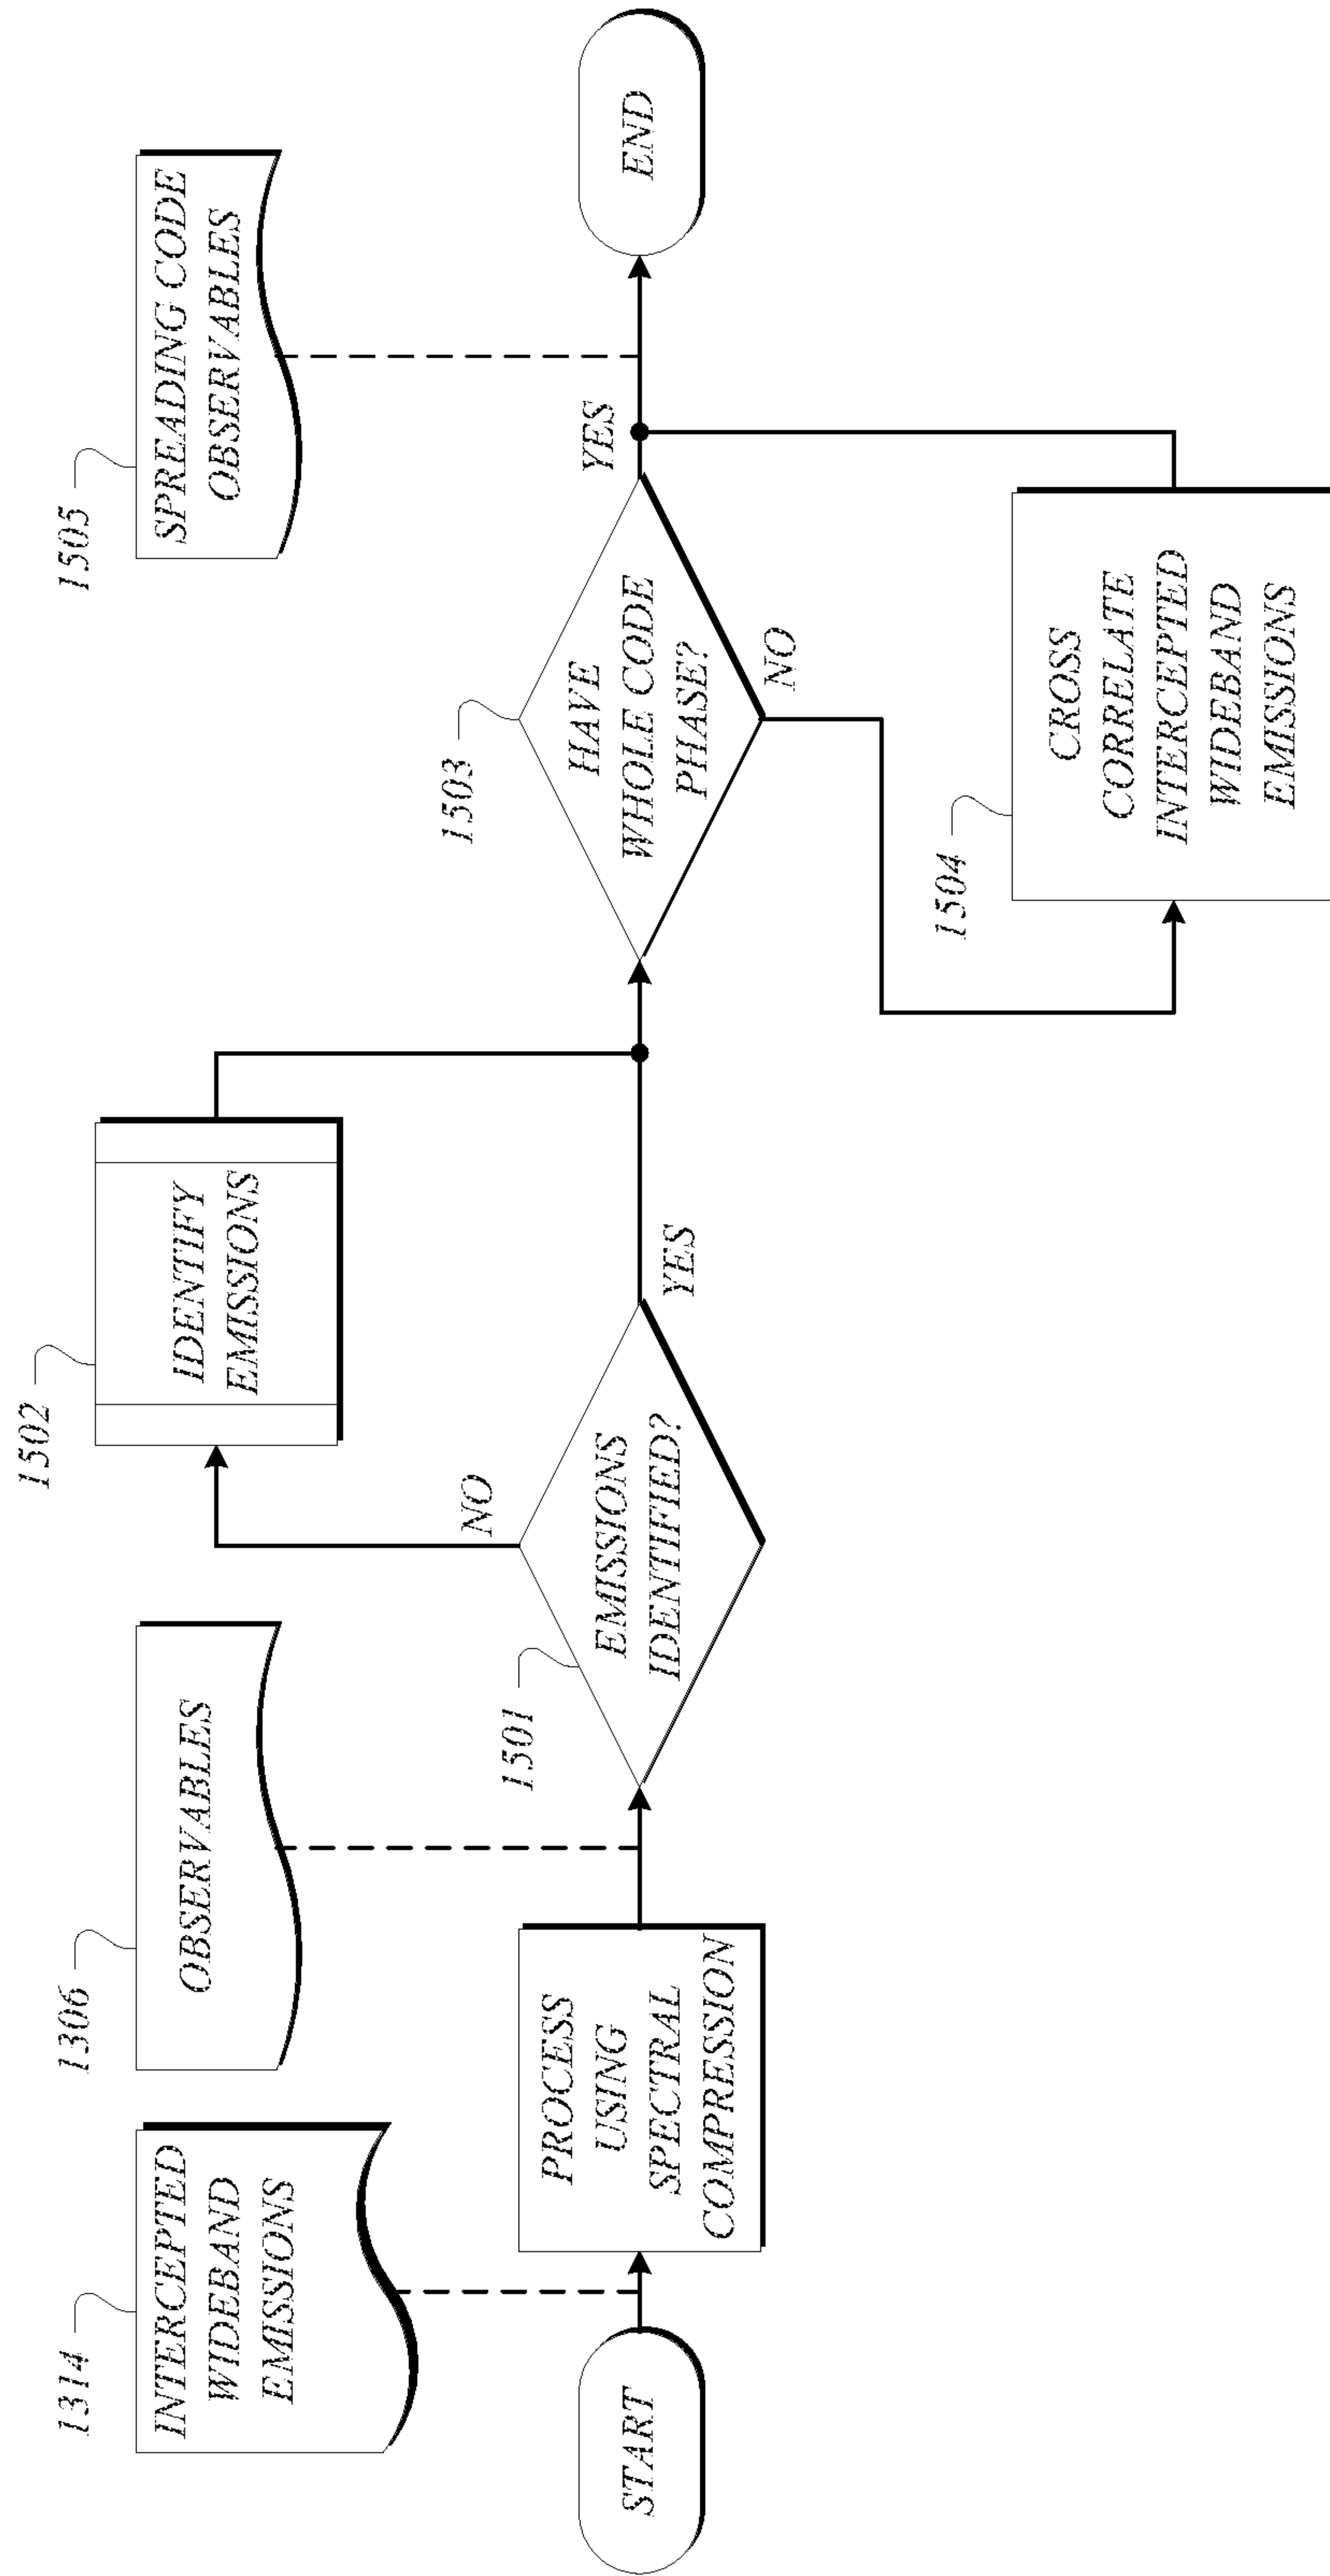 1314
INTERCEPTED
WIDEBAND
EMISSIONS
1306
OBSERVABLES
1502
IDENTIFY
EMISSIONS
1505
SPREADING CODE
OBSERVABLES
START
PROCESS
USING
SPECTRAL
COMPRESSION
1501
EMISSIONS
IDENTIFIED?
NO
YES
1503
HAVE
WHOLE CODE
PHASE?
YES
NO
END
1504
CROSS
CORRELATE
INTERCEPTED
WIDEBAND
EMISSIONS